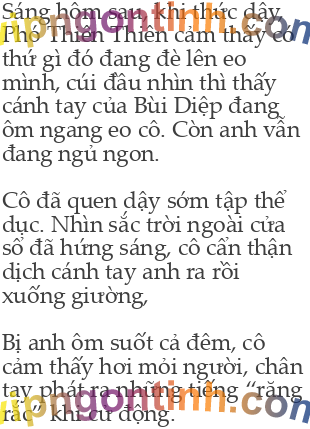 Sáng hôm sau, khi thức dậy,
Phó Thiên Thiên cảm thấy có
thứ gì đó đang đè lên eo
mình, cúi đầu nhìn thì thấy
cánh tay của Bùi Diệp đang
ôm ngang eo cô. Còn anh vẫn
đang ngủ ngon.
Cô đã quen dậy sớm tập thể
dục. Nhìn sắc trời ngoài cửa
sổ đã hứng sáng, cô cẩn thận
dịch cánh tay anh ra rồi
xuống giường,
Bị anh ôm suốt cả đêm, cô
cảm thấy hơi mỏi người, chân
tay phát ra những tiếng “răng
rắc” khi cử động.
vipngontinh.com